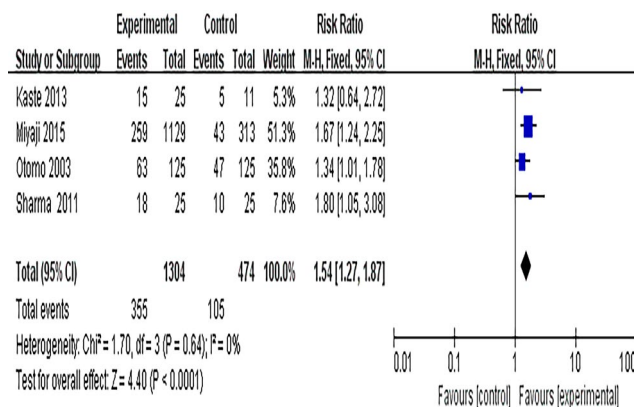 Experimental Control Risk Ratio Risk Ratio
Study or Subgroup Events Total Events Total Weight M-H, Fixed, 95% CI M-H, Fixed, 95% CI
Kaste 2013 15 25 5 11 5.3% 1.32 [0.64, 2.72]
Miyaji 2015 259 1129 43 313 51.3% 1.67 [1.24, 2.25]
Otomo 2003 63 125 47 125 35.8% 1.34 [1.01, 1.78]
Sharma 2011 18 25 10 25 7.6% 1.80 [1.05, 3.08]
Total (95% CI) 1304 474 100.0% 1.54 [1.27, 1.87]
Total events 355 105
Heterogeneity: Chi² = 1.70, df = 3 (P = 0.64); I² = 0%
Test for overall effect: Z = 4.40 (P < 0.0001)
0.01 0.1 1 10 100
Favours [control] Favours [experimental]